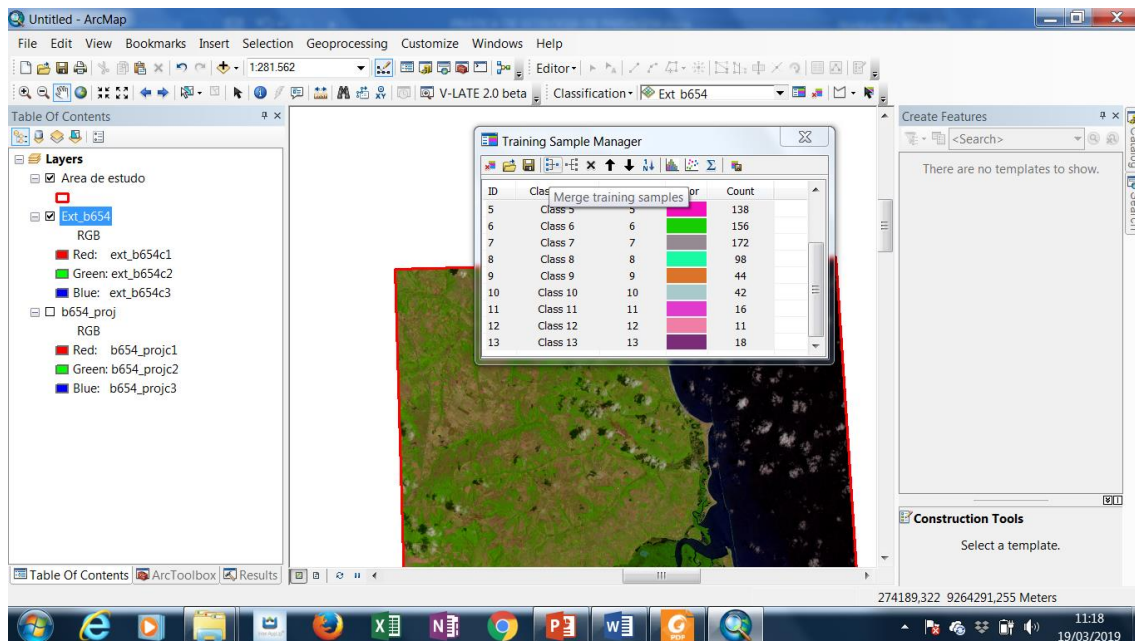 Untitled - ArcMap
File Edit View Bookmarks Insert Selection Geoprocessing Customize Windows Help
1:281.562 Editor
V-LATE 2.0 beta Classification Ext_b654
Table Of Contents
Layers
Area de estudo
Ext_b654
RGB
Red: ext_b654c1
Green: ext_b654c2
Blue: ext_b654c3
b654_proj
RGB
Red: b654_projc1
Green: b654_projc2
Blue: b654_projc3
Training Sample Manager
ID Clas or Count
Merge training samples
5 Class 5 5 138
6 Class 6 6 156
7 Class 7 7 172
8 Class 8 8 98
9 Class 9 9 44
10 Class 10 10 42
11 Class 11 11 16
12 Class 12 12 11
13 Class 13 13 18
Create Features
<Search>
There are no templates to show.
Catalog
Search
Construction Tools
Select a template.
Table Of Contents ArcToolbox Results
274189,322 9264291,255 Meters
PDF
11:18
19/03/2019